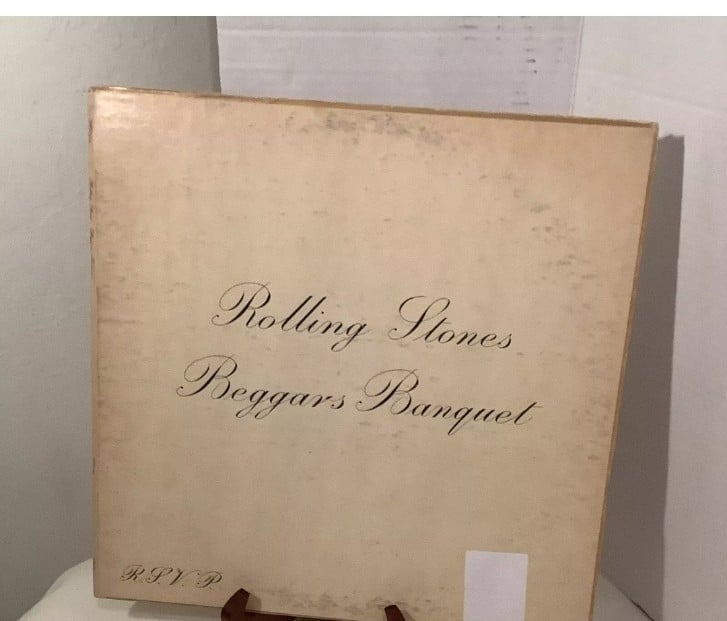 Rolling Stones
Beggars Banquet
R.S.V.P.